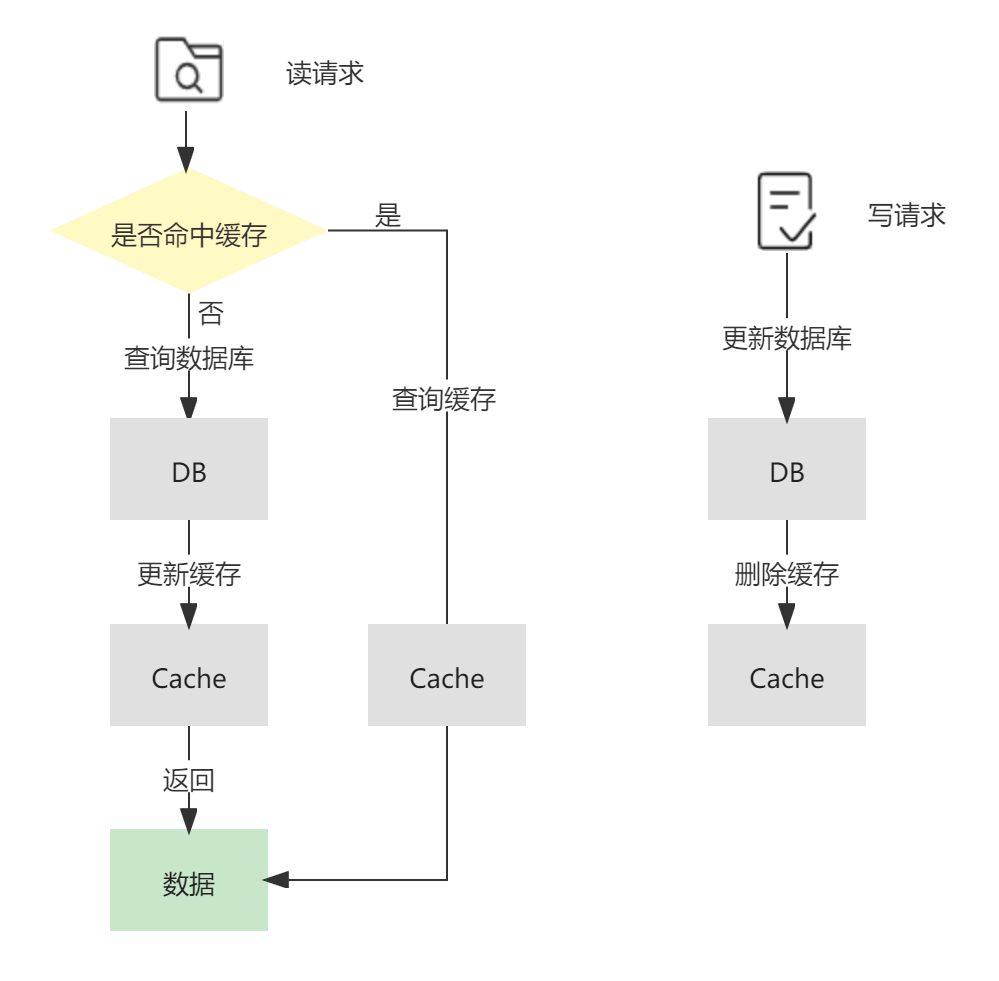 读请求
是否命中缓存
是
否
查询数据库
查询缓存
DB
更新缓存
Cache
Cache
返回
数据
写请求
更新数据库
DB
删除缓存
Cache